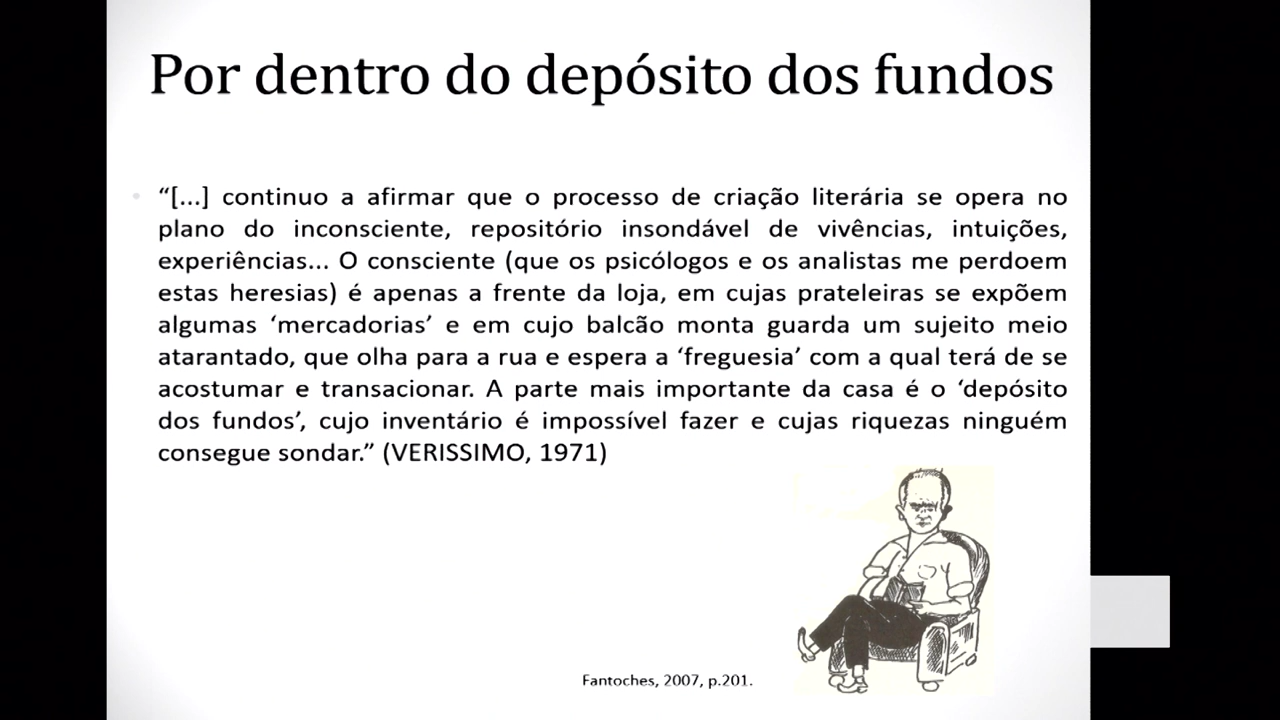 Por dentro do depósito dos fundos
“[...] continuo a afirmar que o processo de criação literária se opera no
plano do inconsciente, repositório insondável de vivências, intuições,
experiências... O consciente (que os psicólogos e os analistas me perdoem
estas heresias) é apenas a frente da loja, em cujas prateleiras se expõem
algumas ‘mercadorias’ e em cujo balcão monta guarda um sujeito meio
atarantado, que olha para a rua e espera a ‘freguesia’ com a qual terá de se
acostumar e transacionar. A parte mais importante da casa é o ‘depósito
dos fundos’, cujo inventário é impossível fazer e cujas riquezas ninguém
consegue sondar.” (VERISSIMO, 1971)
Fantoches, 2007, p.201.